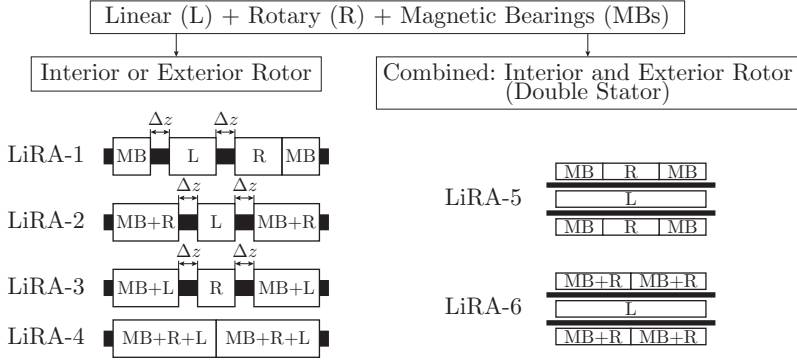 Linear (L) + Rotary (R) + Magnetic Bearings (MBs)
Interior or Exterior Rotor
Combined: Interior and Exterior Rotor
(Double Stator)
Δz Δz
LiRA-1 MB L R MB
Δz Δz
LiRA-2 MB+R L MB+R
Δz Δz
LiRA-3 MB+L R MB+L
LiRA-4 MB+R+L MB+R+L
MB R MB
LiRA-5 L
MB R MB
MB+R MB+R
LiRA-6 L
MB+R MB+R